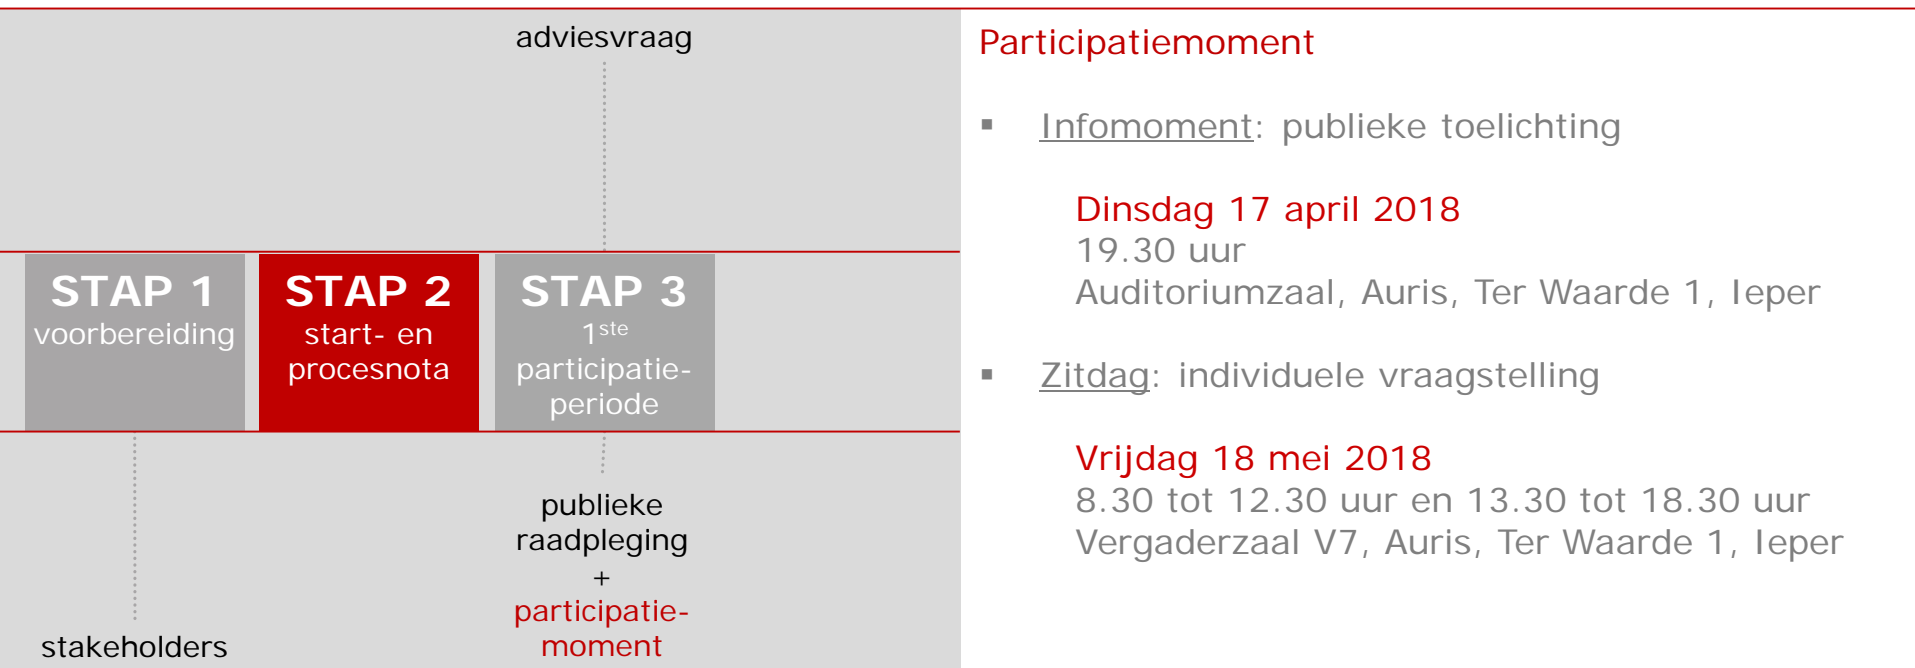 adviesvraag
STAP 1
voorbereiding
STAP 2
start- en
procesnota
STAP 3
1ste
participatie-
periode
publieke
raadpleging
+
participatie-
moment
stakeholders
Participatiemoment
▪ Infomoment: publieke toelichting
Dinsdag 17 april 2018
19.30 uur
Auditoriumzaal, Auris, Ter Waarde 1, Ieper
▪ Zitdag: individuele vraagstelling
Vrijdag 18 mei 2018
8.30 tot 12.30 uur en 13.30 tot 18.30 uur
Vergaderzaal V7, Auris, Ter Waarde 1, Ieper